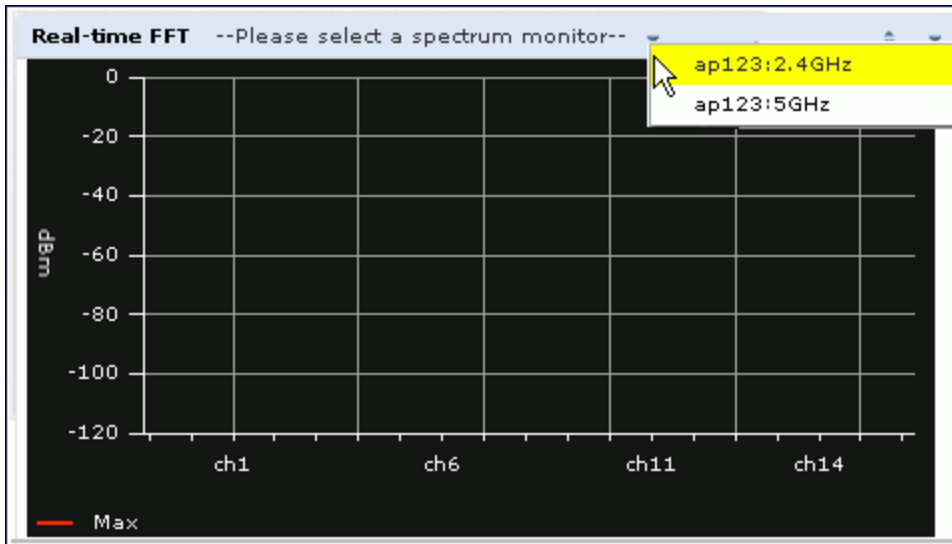 Real-time FFT --Please select a spectrum monitor--
ap123:2.4GHz
ap123:5GHz
0
-20
-40
-60
-80
-100
-120
dBm
ch1 ch6 ch11 ch14
Max